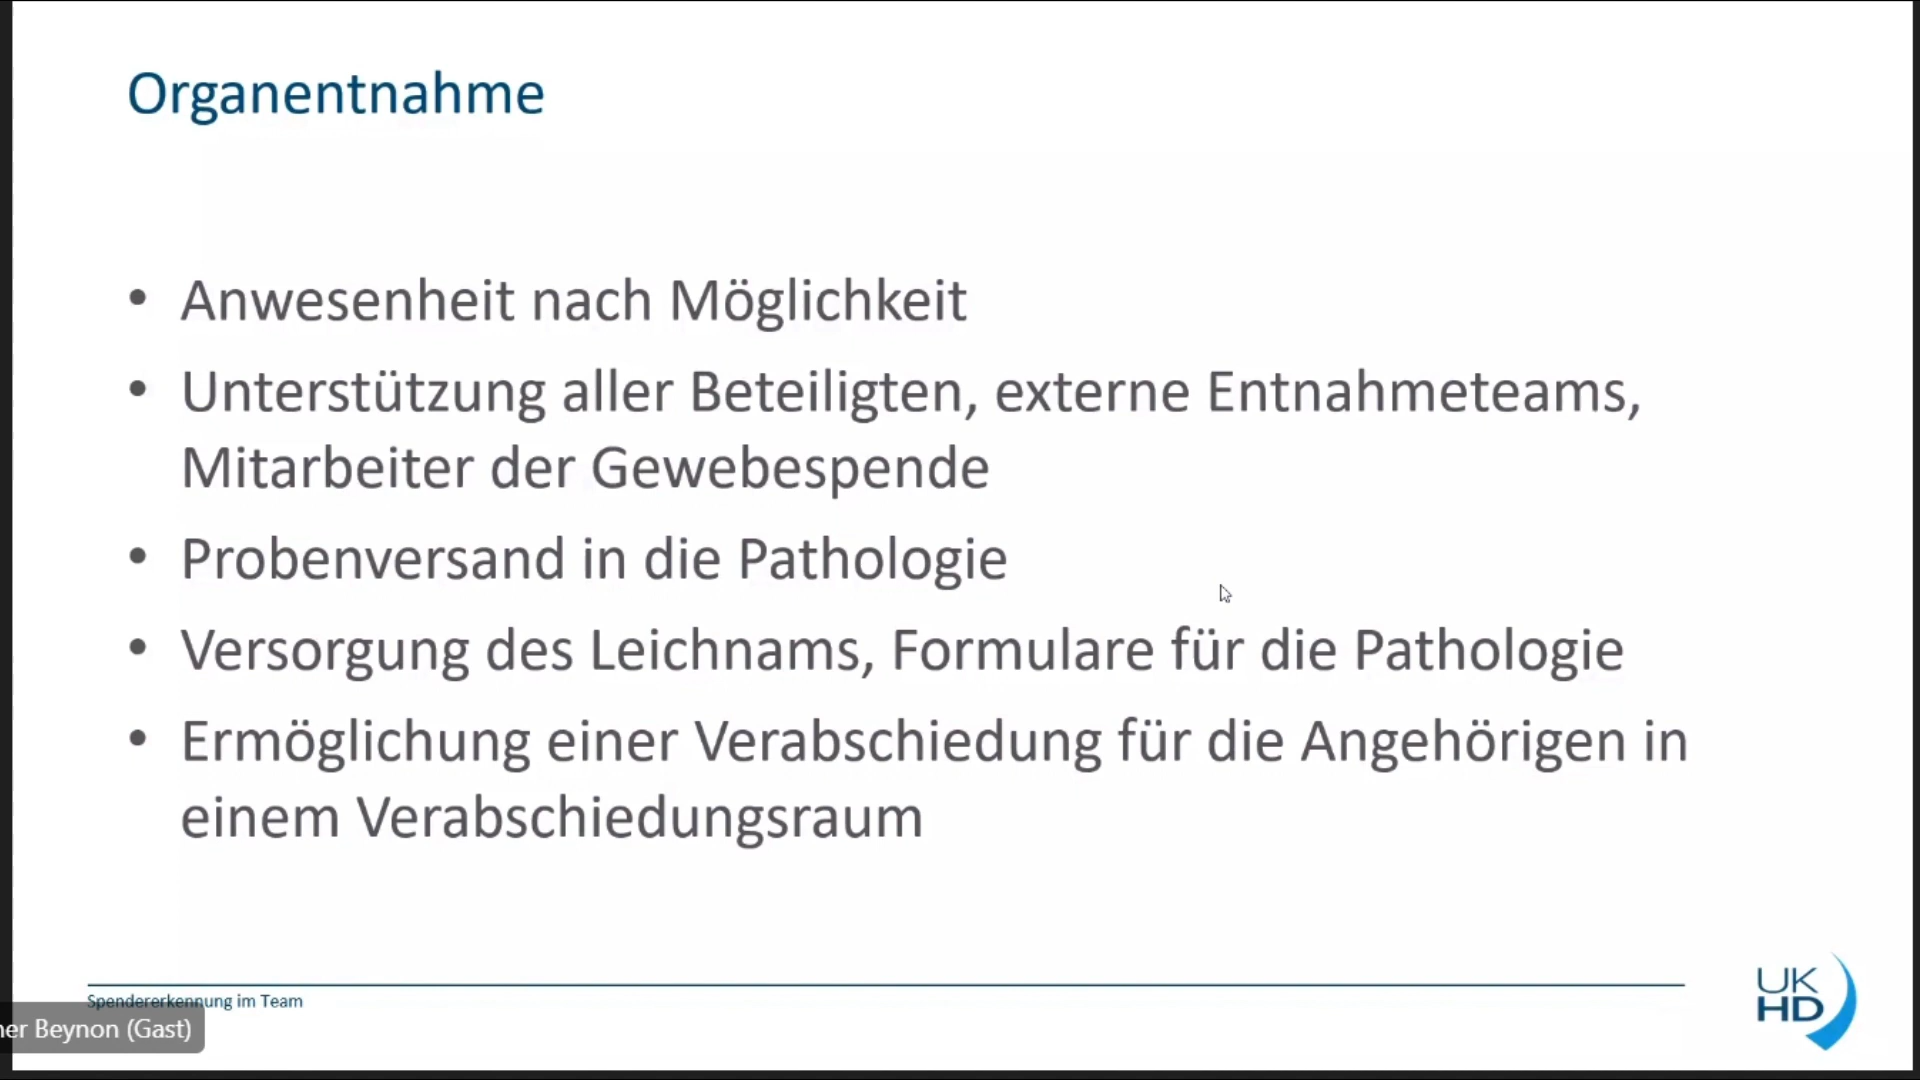 Organentnahme
• Anwesenheit nach Möglichkeit
• Unterstützung aller Beteiligten, externe Entnahmeteams,
Mitarbeiter der Gewebespende
• Probenversand in die Pathologie
• Versorgung des Leichnams, Formulare für die Pathologie
• Ermöglichung einer Verabschiedung für die Angehörigen in
einem Verabschiedungsraum
Spendererkennung im Team
Beynon (Gast)
UK
HD